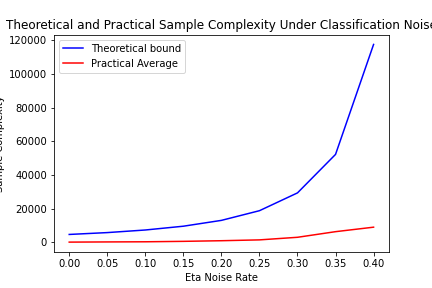 Theoretical and Practical Sample Complexity Under Classification Noise
120000
100000
80000
60000
40000
20000
0
Theoretical bound
Practical Average
0.00 0.05 0.10 0.15 0.20 0.25 0.30 0.35 0.40
Eta Noise Rate